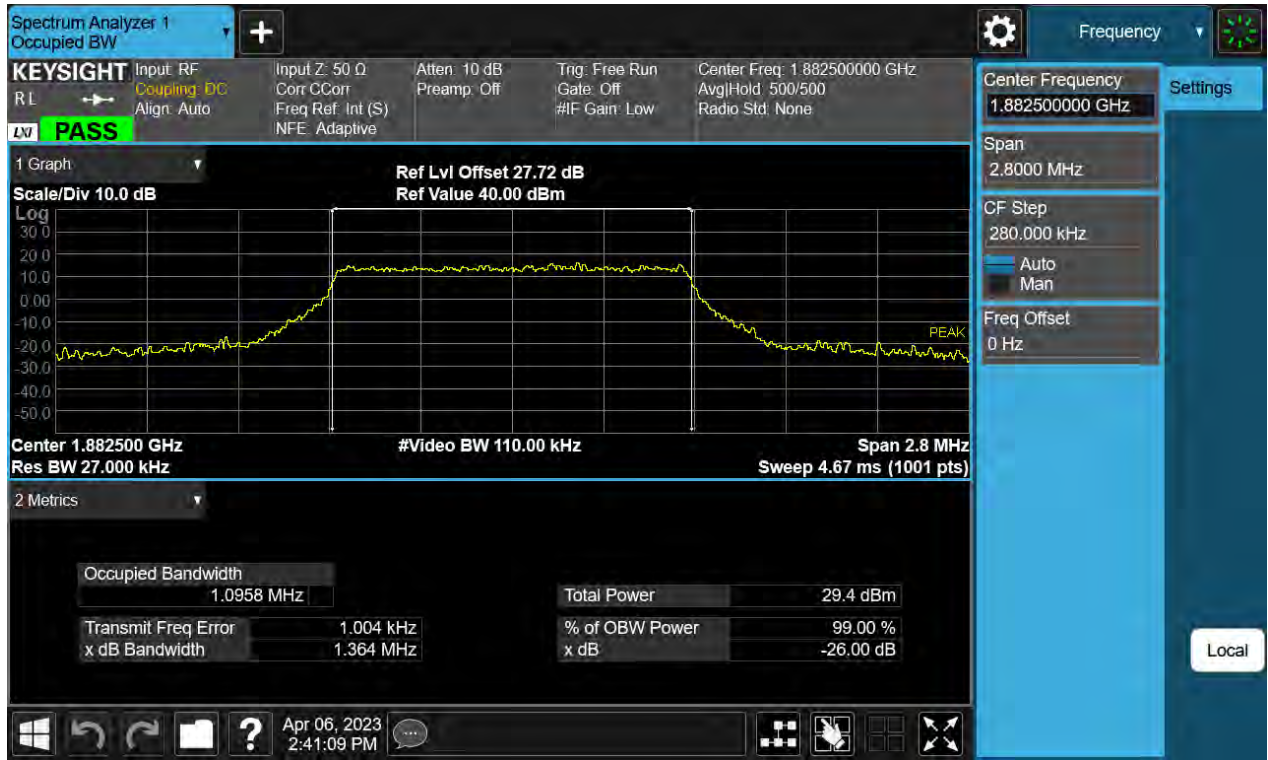 Spectrum Analyzer 1
Occupied BW
+
Frequency
KEYSIGHT
RL
LXI
PASS
Input: RF
Coupling: DC
Align: Auto
Input Z: 50 Ω
Corr CCorr
Freq Ref: Int (S)
NFE: Adaptive
Atten: 10 dB
Preamp: Off
Trig: Free Run
Gate: Off
#IF Gain: Low
Center Freq: 1.882500000 GHz
Avg|Hold: 500/500
Radio Std: None
1 Graph
Scale/Div 10.0 dB
Ref Lvl Offset 27.72 dB
Ref Value 40.00 dBm
Log
30.0
20.0
10.0
0.00
-10.0
-20.0
-30.0
-40.0
-50.0
PEAK
Center 1.882500 GHz
Res BW 27.000 kHz
#Video BW 110.00 kHz
Span 2.8 MHz
Sweep 4.67 ms (1001 pts)
2 Metrics
Occupied Bandwidth
1.0958 MHz
Transmit Freq Error 1.004 kHz
x dB Bandwidth 1.364 MHz
Total Power 29.4 dBm
% of OBW Power 99.00 %
x dB -26.00 dB
Center Frequency
1.882500000 GHz
Span
2.8000 MHz
CF Step
280.000 kHz
Auto
Man
Freq Offset
0 Hz
Settings
Local
?
Apr 06, 2023
2:41:09 PM